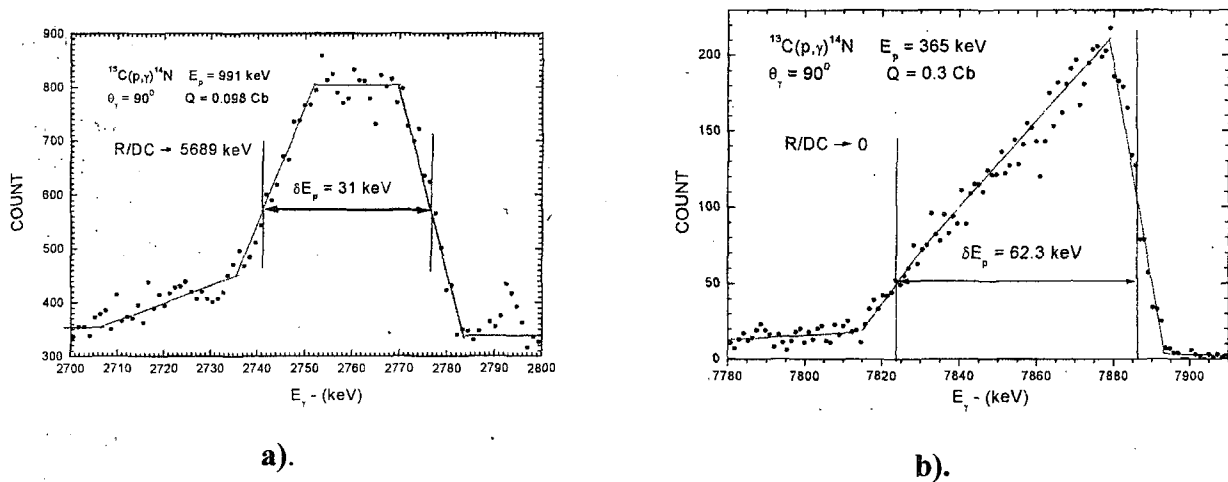 900
800
700
600
500
400
300
COUNT
¹³C(p,γ)¹⁴N E_p = 991 keV
θ_γ = 90⁰ Q = 0.098 Cb
R/DC → 5689 keV
δE_p = 31 keV
2700 2710 2720 2730 2740 2750 2760 2770 2780 2790 2800
E_γ - (keV)
a).
200
150
100
50
0
COUNT
¹³C(p,γ)¹⁴N E_p = 365 keV
θ_γ = 90⁰ Q = 0.3 Cb
R/DC → 0
δE_p = 62.3 keV
7780 7800 7820 7840 7860 7880 7900
E_γ - (keV)
b).